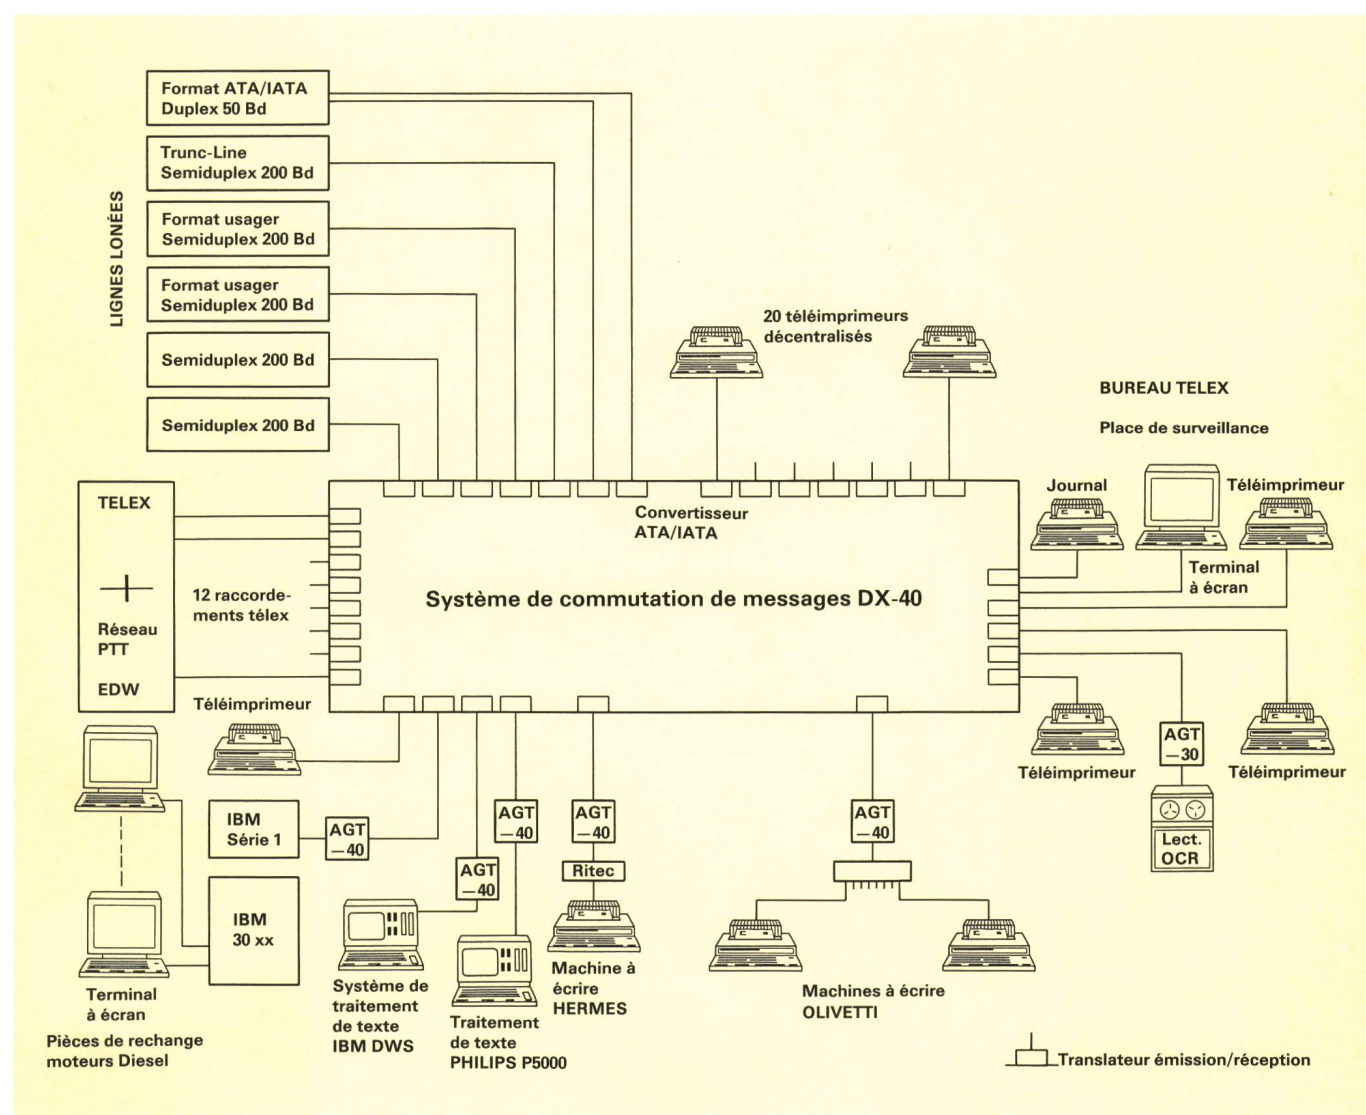 LIGNES LONÉES
Format ATA/IATA
Duplex 50 Bd
Trunc-Line
Semiduplex 200 Bd
Format usager
Semiduplex 200 Bd
Format usager
Semiduplex 200 Bd
Semiduplex 200 Bd
Semiduplex 200 Bd
20 téléimprimeurs
décentralisés
BUREAU TELEX
Place de surveillance
Journal
Téléimprimeur
Terminal
à écran
TELEX
Réseau
PTT
EDW
12 raccorde-
ments télex
Convertisseur
ATA/IATA
Système de commutation de messages DX-40
Téléimprimeur
IBM
Série 1
AGT
–40
IBM
30 xx
Terminal
à écran
Pièces de rechange
moteurs Diesel
AGT
–40
Système de
traitement
de texte
IBM DWS
AGT
–40
Traitement
de texte
PHILIPS P5000
AGT
–40
Ritec
Machine à
écrire
HERMES
AGT
–40
Machines à écrire
OLIVETTI
Téléimprimeur
AGT
–30
Lect.
OCR
Téléimprimeur
Translateur émission/réception